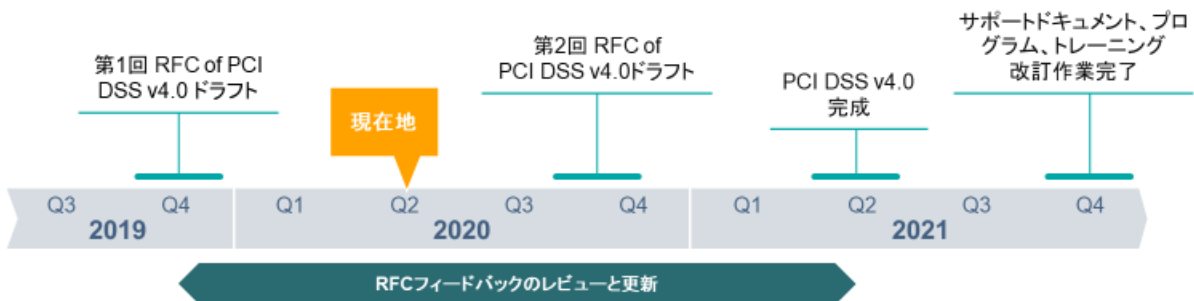 第1回 RFC of PCI
DSS v4.0 ドラフト
現在地
第2回 RFC of
PCI DSS v4.0ドラフト
PCI DSS v4.0
完成
サポートドキュメント、プロ
グラム、トレーニング
改訂作業完了
Q3 Q4 Q1 Q2 Q3 Q4 Q1 Q2 Q3 Q4
2019 2020 2021
RFCフィードバックのレビューと更新